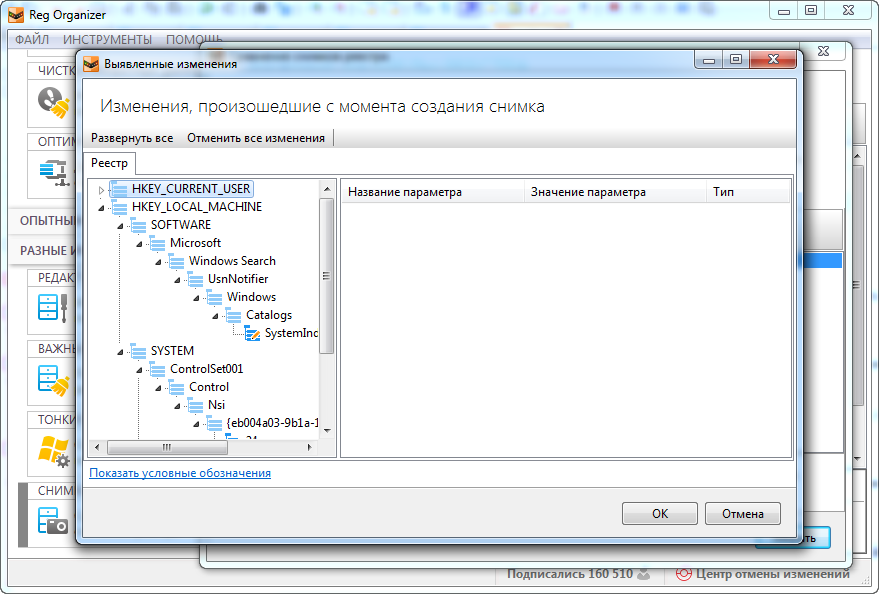 Reg Organizer
ФАЙЛ ИНСТРУМЕНТЫ ПОМОЩЬ
Выявленные изменения
Изменения, произошедшие с момента создания снимка
Развернуть все Отменить все изменения
Реестр
HKEY_CURRENT_USER
HKEY_LOCAL_MACHINE
SOFTWARE
Microsoft
Windows Search
UsnNotifier
Windows
Catalogs
SystemInc
SYSTEM
ControlSet001
Control
Nsi
{eb004a03-9b1a-1
Название параметра Значение параметра Тип
Показать условные обозначения
OK Отмена
ЧИСТК
ОПТИМ
ОПЫТНЫ
РАЗНЫЕ И
РЕДАК
ВАЖНЫ
ТОНКИ
СНИМ
Подписались 160 510 Центр отмены изменений